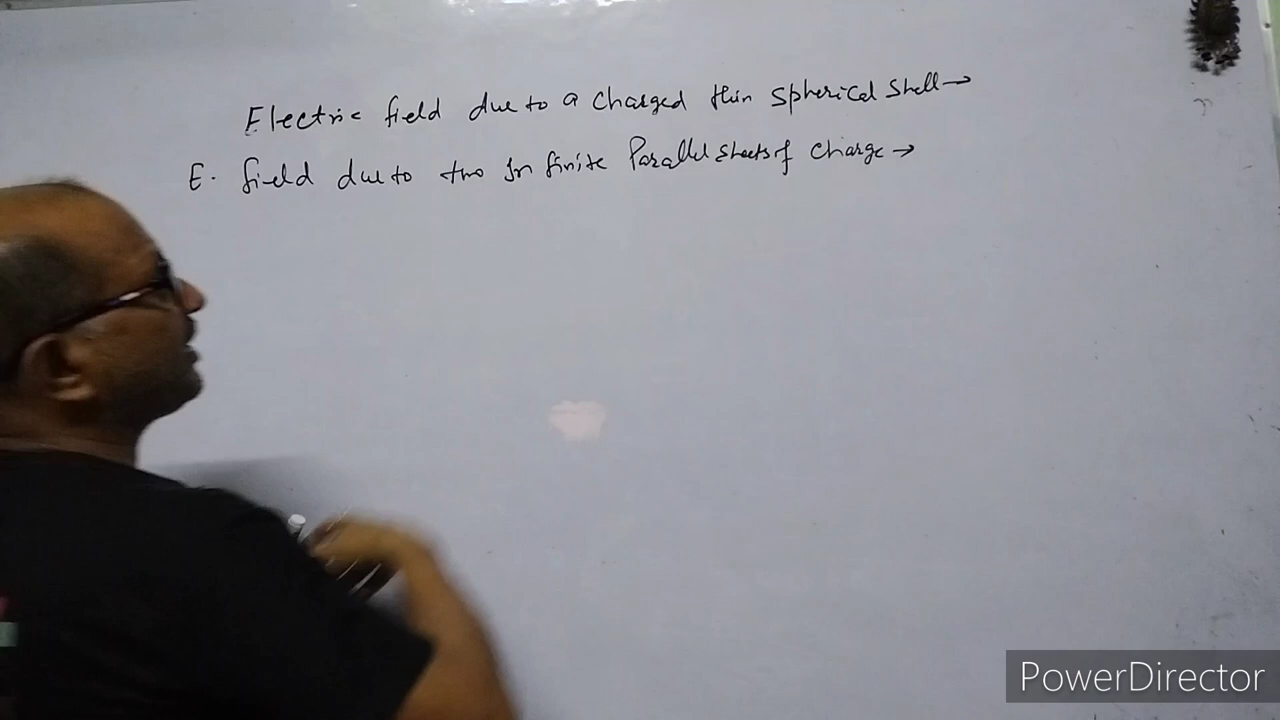 Electric field due to a charged thin spherical shell→
E. field due to two Infinite Parallel sheets of charge→
PowerDirector